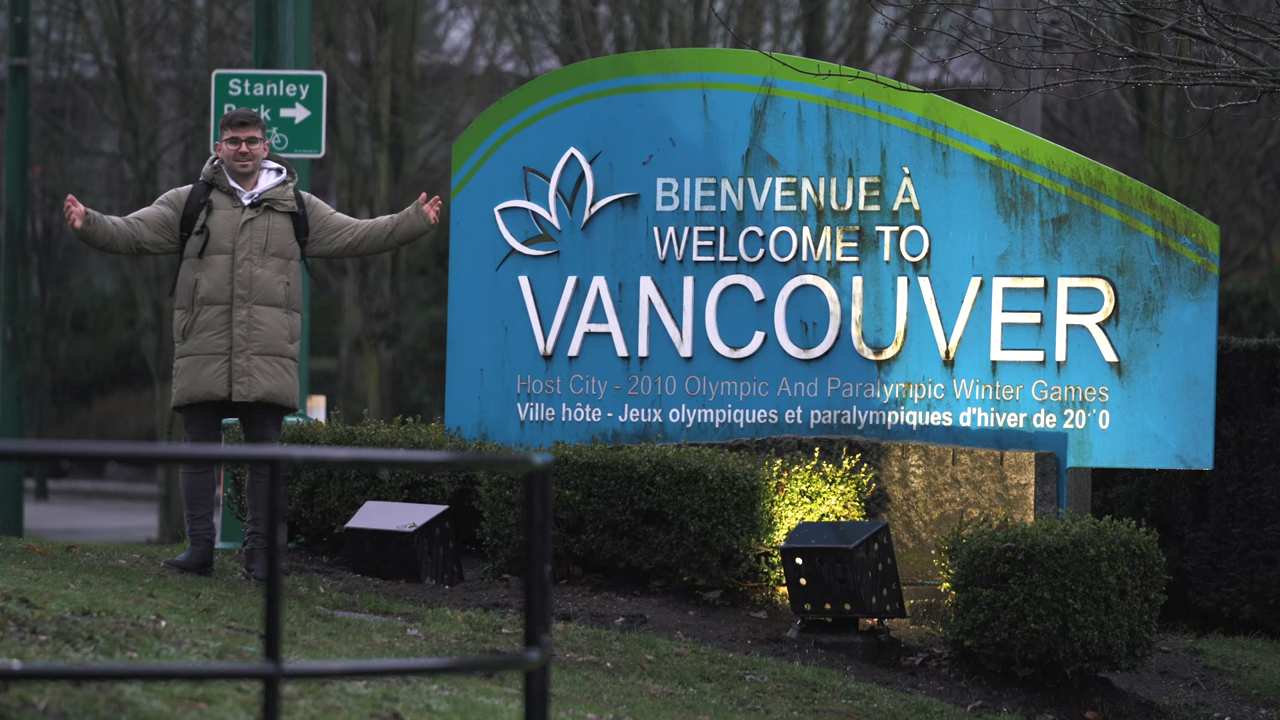 Stanley
BIENVENUE À
WELCOME TO
VANCOUVER
Host City - 2010 Olympic And Paralympic Winter Games
Ville hôte - Jeux olympiques et paralympiques d'hiver de